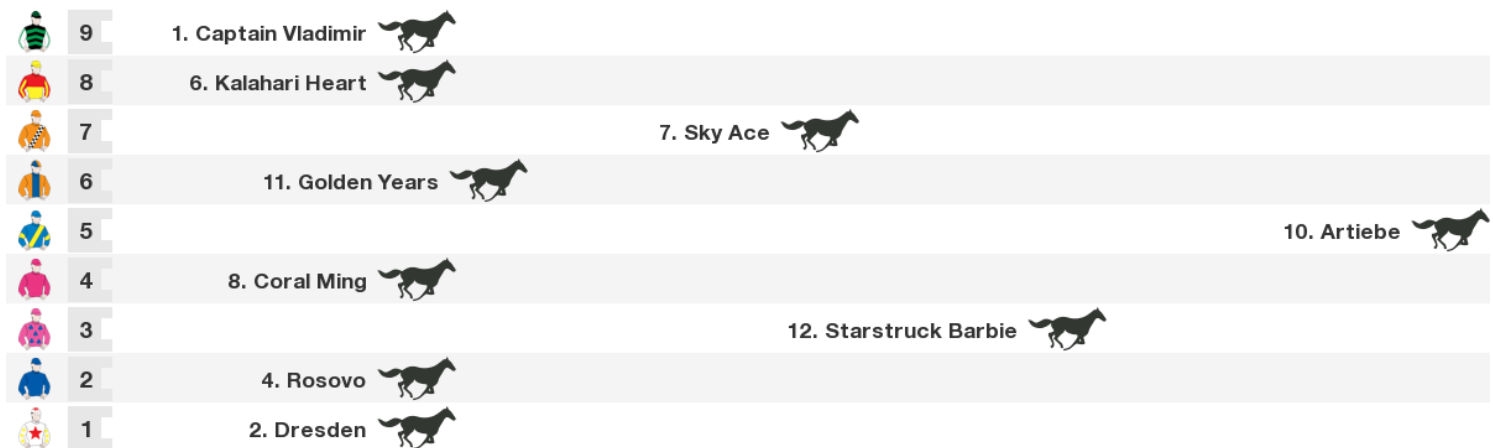 9 1. Captain Vladimir
8 6. Kalahari Heart
7 7. Sky Ace
6 11. Golden Years
5 10. Artiebe
4 8. Coral Ming
3 12. Starstruck Barbie
2 4. Rosovo
1 2. Dresden